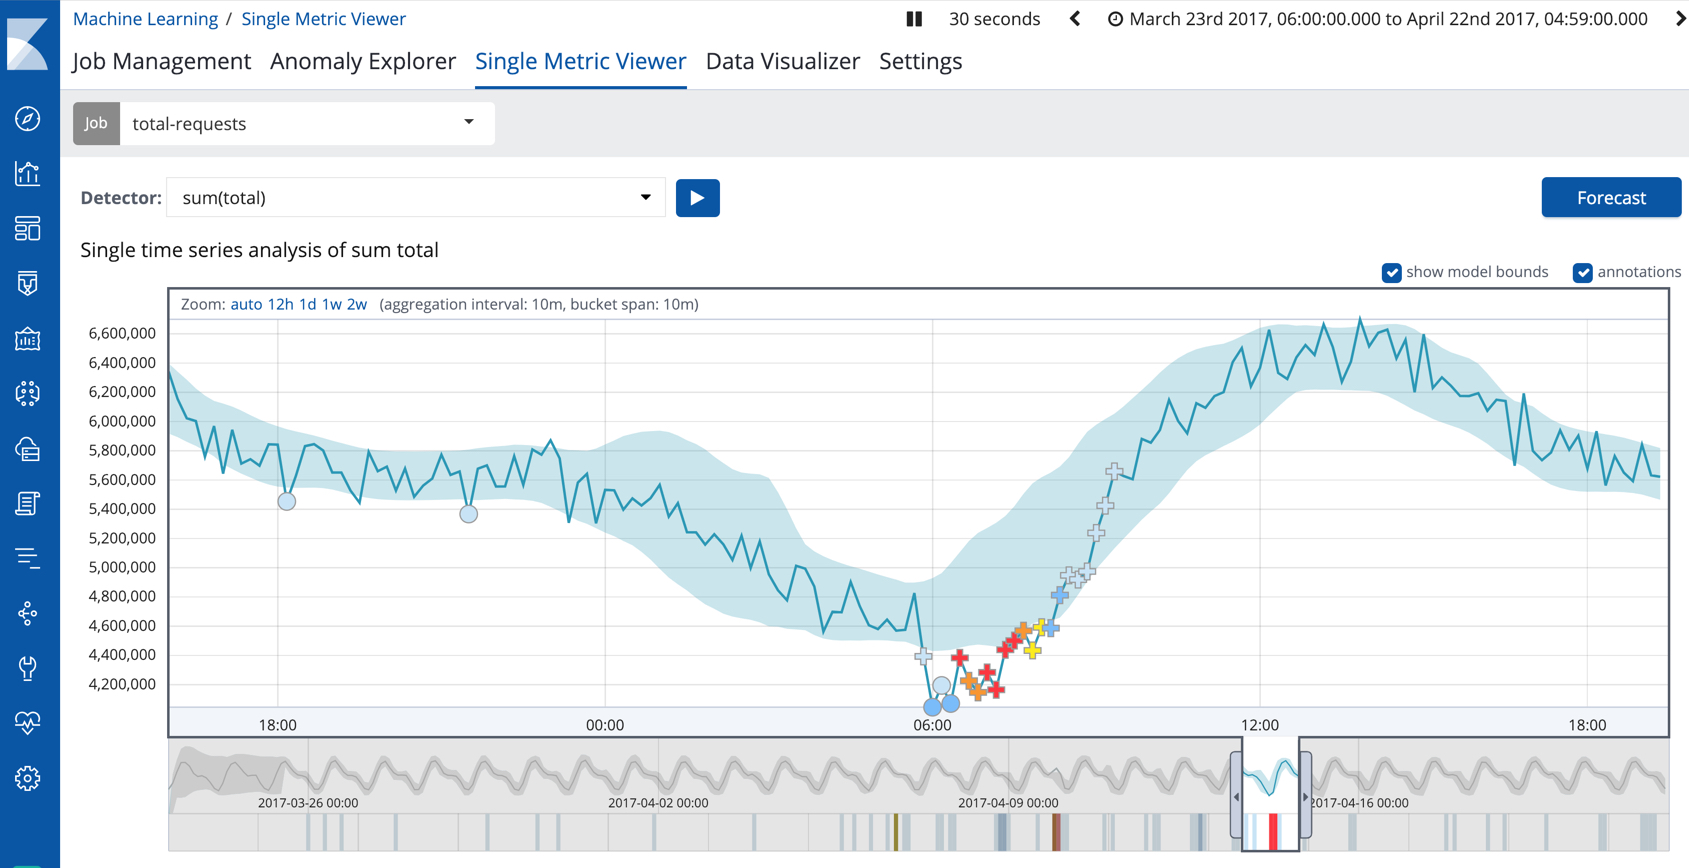 Machine Learning / Single Metric Viewer 30 seconds March 23rd 2017, 06:00:00.000 to April 22nd 2017, 04:59:00.000
Job Management Anomaly Explorer Single Metric Viewer Data Visualizer Settings
Job total-requests
Detector: sum(total) Forecast
Single time series analysis of sum total
show model bounds annotations
Zoom: auto 12h 1d 1w 2w (aggregation interval: 10m, bucket span: 10m)
6,600,000
6,400,000
6,200,000
6,000,000
5,800,000
5,600,000
5,400,000
5,200,000
5,000,000
4,800,000
4,600,000
4,400,000
4,200,000
18:00 00:00 06:00 12:00 18:00
2017-03-26 00:00 2017-04-02 00:00 2017-04-09 00:00 2017-04-16 00:00